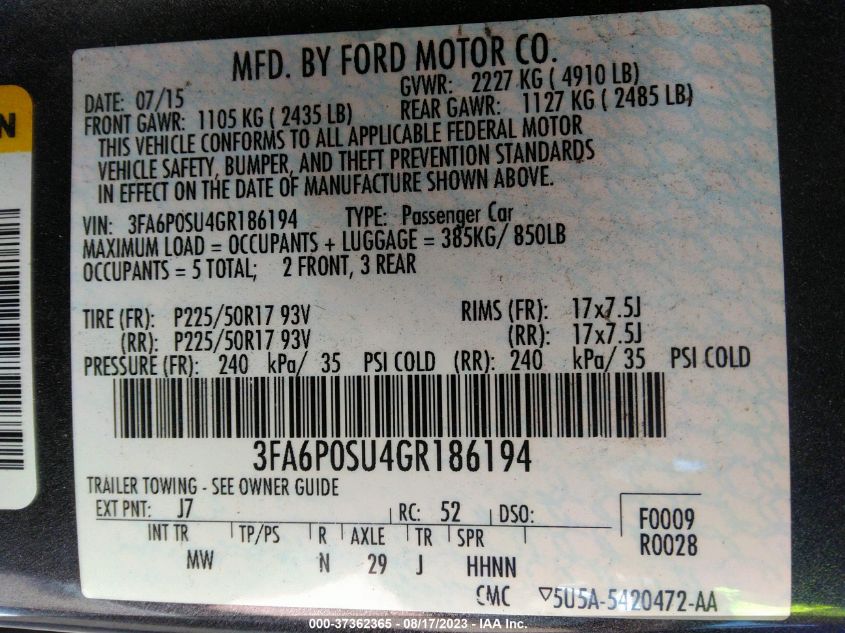 MFD. BY FORD MOTOR CO.
DATE: 07/15 GVWR: 2227 KG ( 4910 LB)
FRONT GAWR: 1105 KG ( 2435 LB) REAR GAWR: 1127 KG ( 2485 LB)
THIS VEHICLE CONFORMS TO ALL APPLICABLE FEDERAL MOTOR
VEHICLE SAFETY, BUMPER, AND THEFT PREVENTION STANDARDS
IN EFFECT ON THE DATE OF MANUFACTURE SHOWN ABOVE.
VIN: 3FA6P0SU4GR186194 TYPE: Passenger Car
MAXIMUM LOAD = OCCUPANTS + LUGGAGE = 385KG/ 850LB
OCCUPANTS = 5 TOTAL; 2 FRONT, 3 REAR
TIRE (FR): P225/50R17 93V RIMS (FR): 17x7.5J
(RR): P225/50R17 93V (RR): 17x7.5J
PRESSURE (FR): 240 kPa/ 35 PSI COLD (RR): 240 kPa/ 35 PSI COLD
3FA6P0SU4GR186194
TRAILER TOWING - SEE OWNER GUIDE
EXT PNT: J7 RC: 52 DSO: F0009
INT TR TP/PS R AXLE TR SPR R0028
MW N 29 J HHNN
CMC ▽5U5A-5420472-AA
N
000-37362365 - 08/17/2023 - IAA Inc.